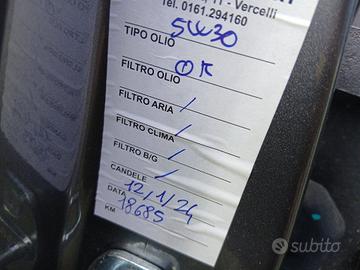 - Vercelli
Tel. 0161.294160
TIPO OLIO 5W30
FILTRO OLIO OK
FILTRO ARIA /
FILTRO CLIMA /
FILTRO B/G /
CANDELE /
DATA 12/1/24
KM 18685
subito